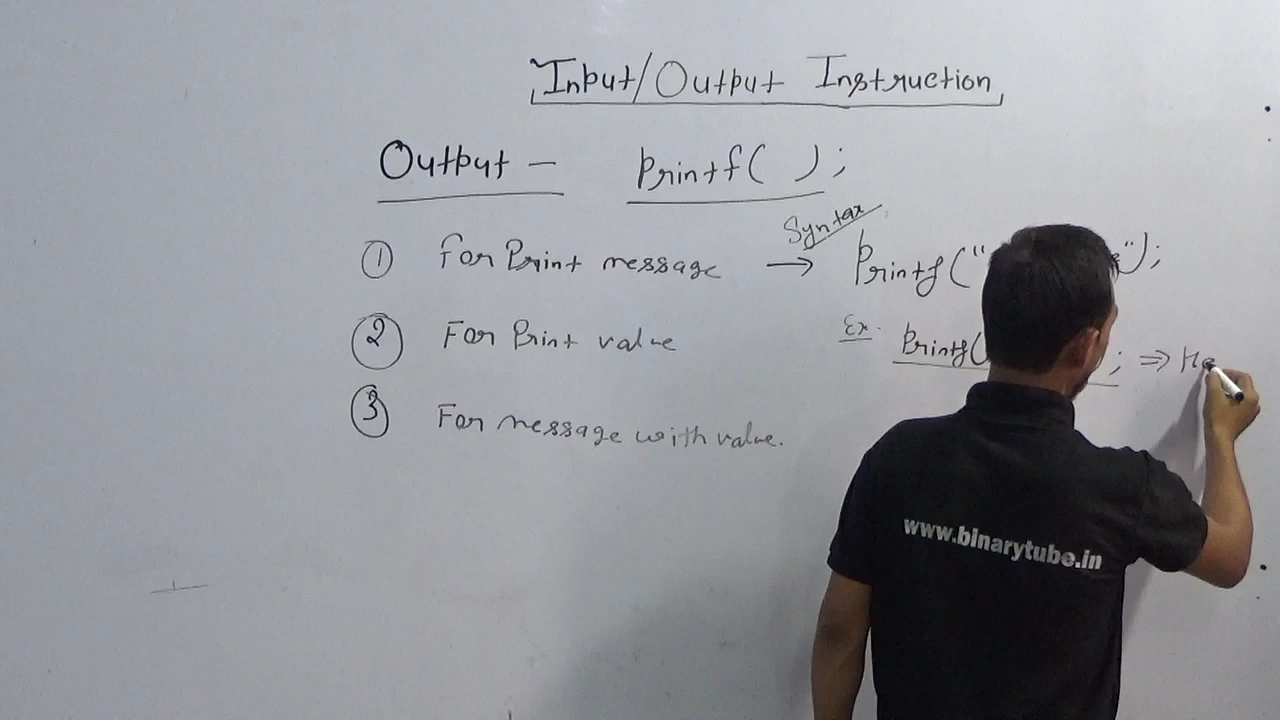 Input/Output Instruction
Output - Printf( );
① for Print message → Syntax Printf(" ");
② For Print value
Ex. Printf( ; ⇒ He
③ For message with value.
www.binarytube.in